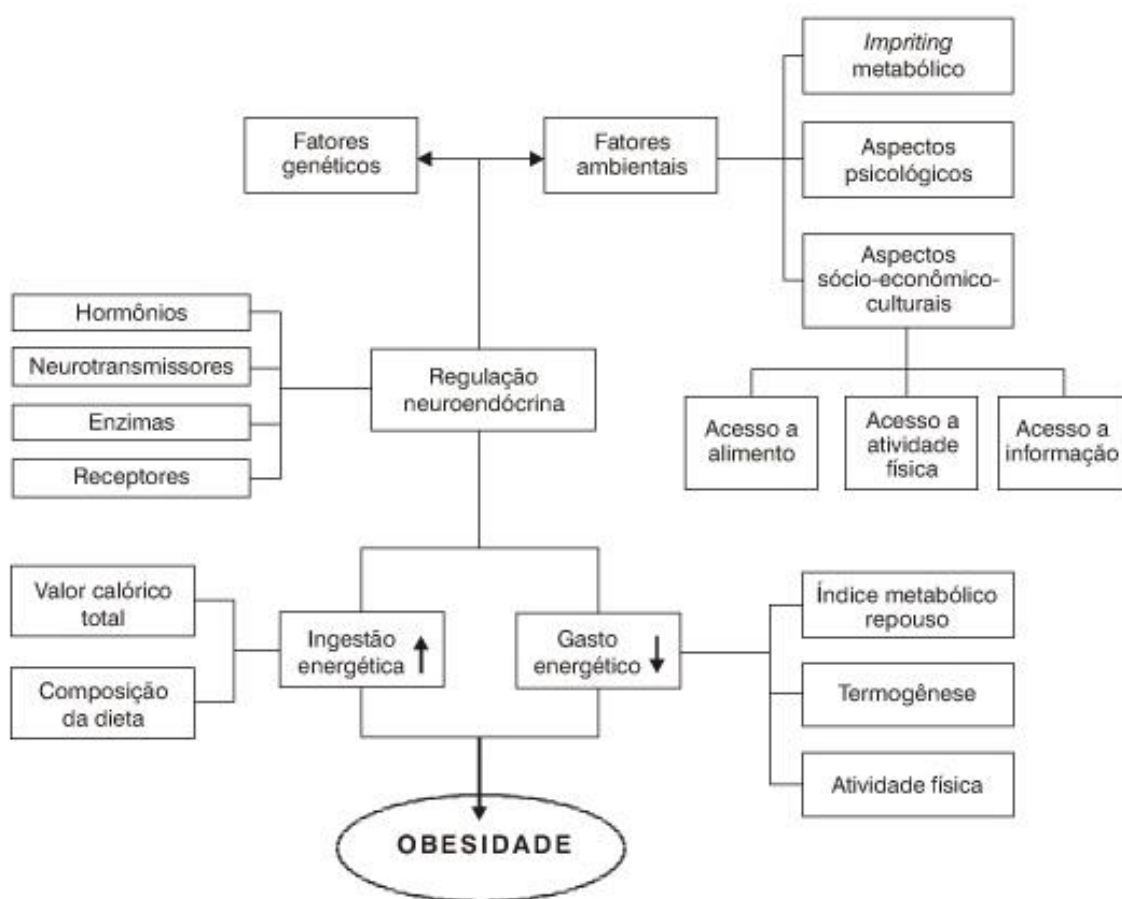 Impriting
metabólico
Fatores
genéticos
Fatores
ambientais
Aspectos
psicológicos
Aspectos
sócio-econômico-
culturais
Hormônios
Neurotransmissores
Enzimas
Receptores
Regulação
neuroendócrina
Acesso a
alimento
Acesso a
atividade
física
Acesso a
informação
Valor calórico
total
Composição
da dieta
Ingestão
energética
Gasto
energético
Índice metabólico
repouso
Termogênese
Atividade física
OBESIDADE